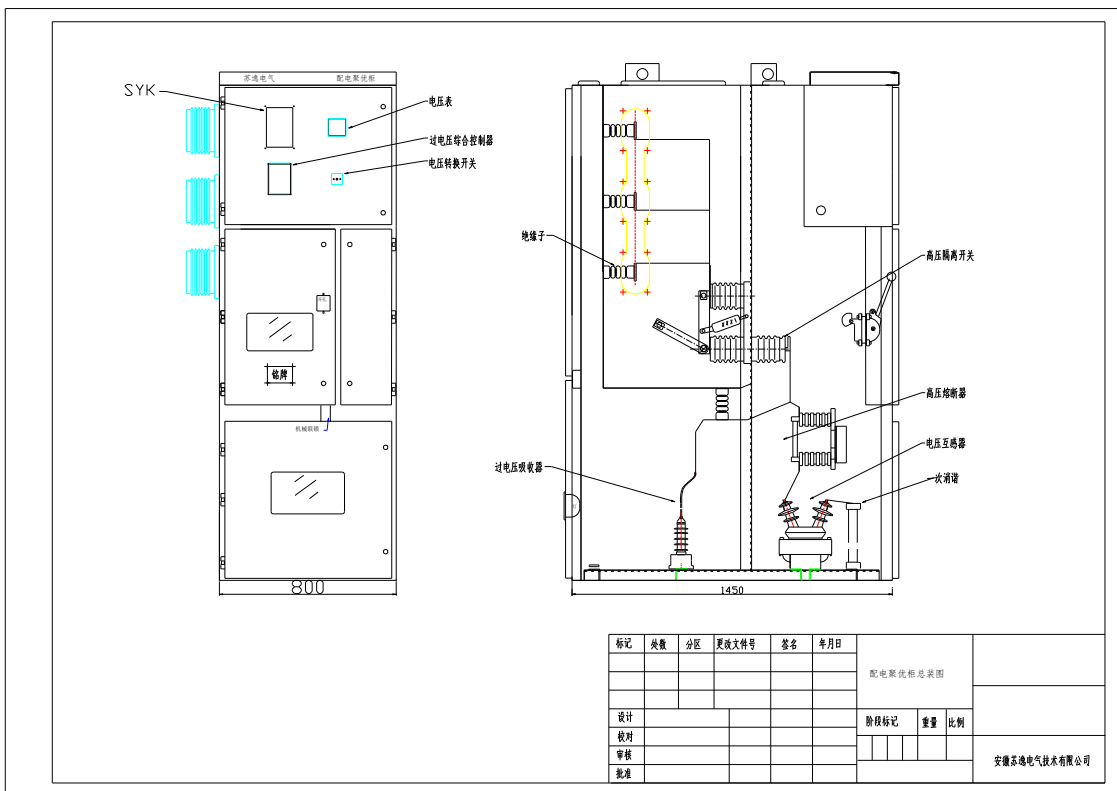 苏逸电气 配电聚优柜
SYK
电压表
过电压综合控制器
电压转换开关
绝缘子
高压隔离开关
铭牌
高压熔断器
机械联锁
电压互感器
过电压吸收器
次消谐
800
1450
标记 处数 分区 更改文件号 签名 年月日
配电聚优柜总装图
设计
阶段标记 重量 比例
校对
审核
安徽苏逸电气技术有限公司
批准